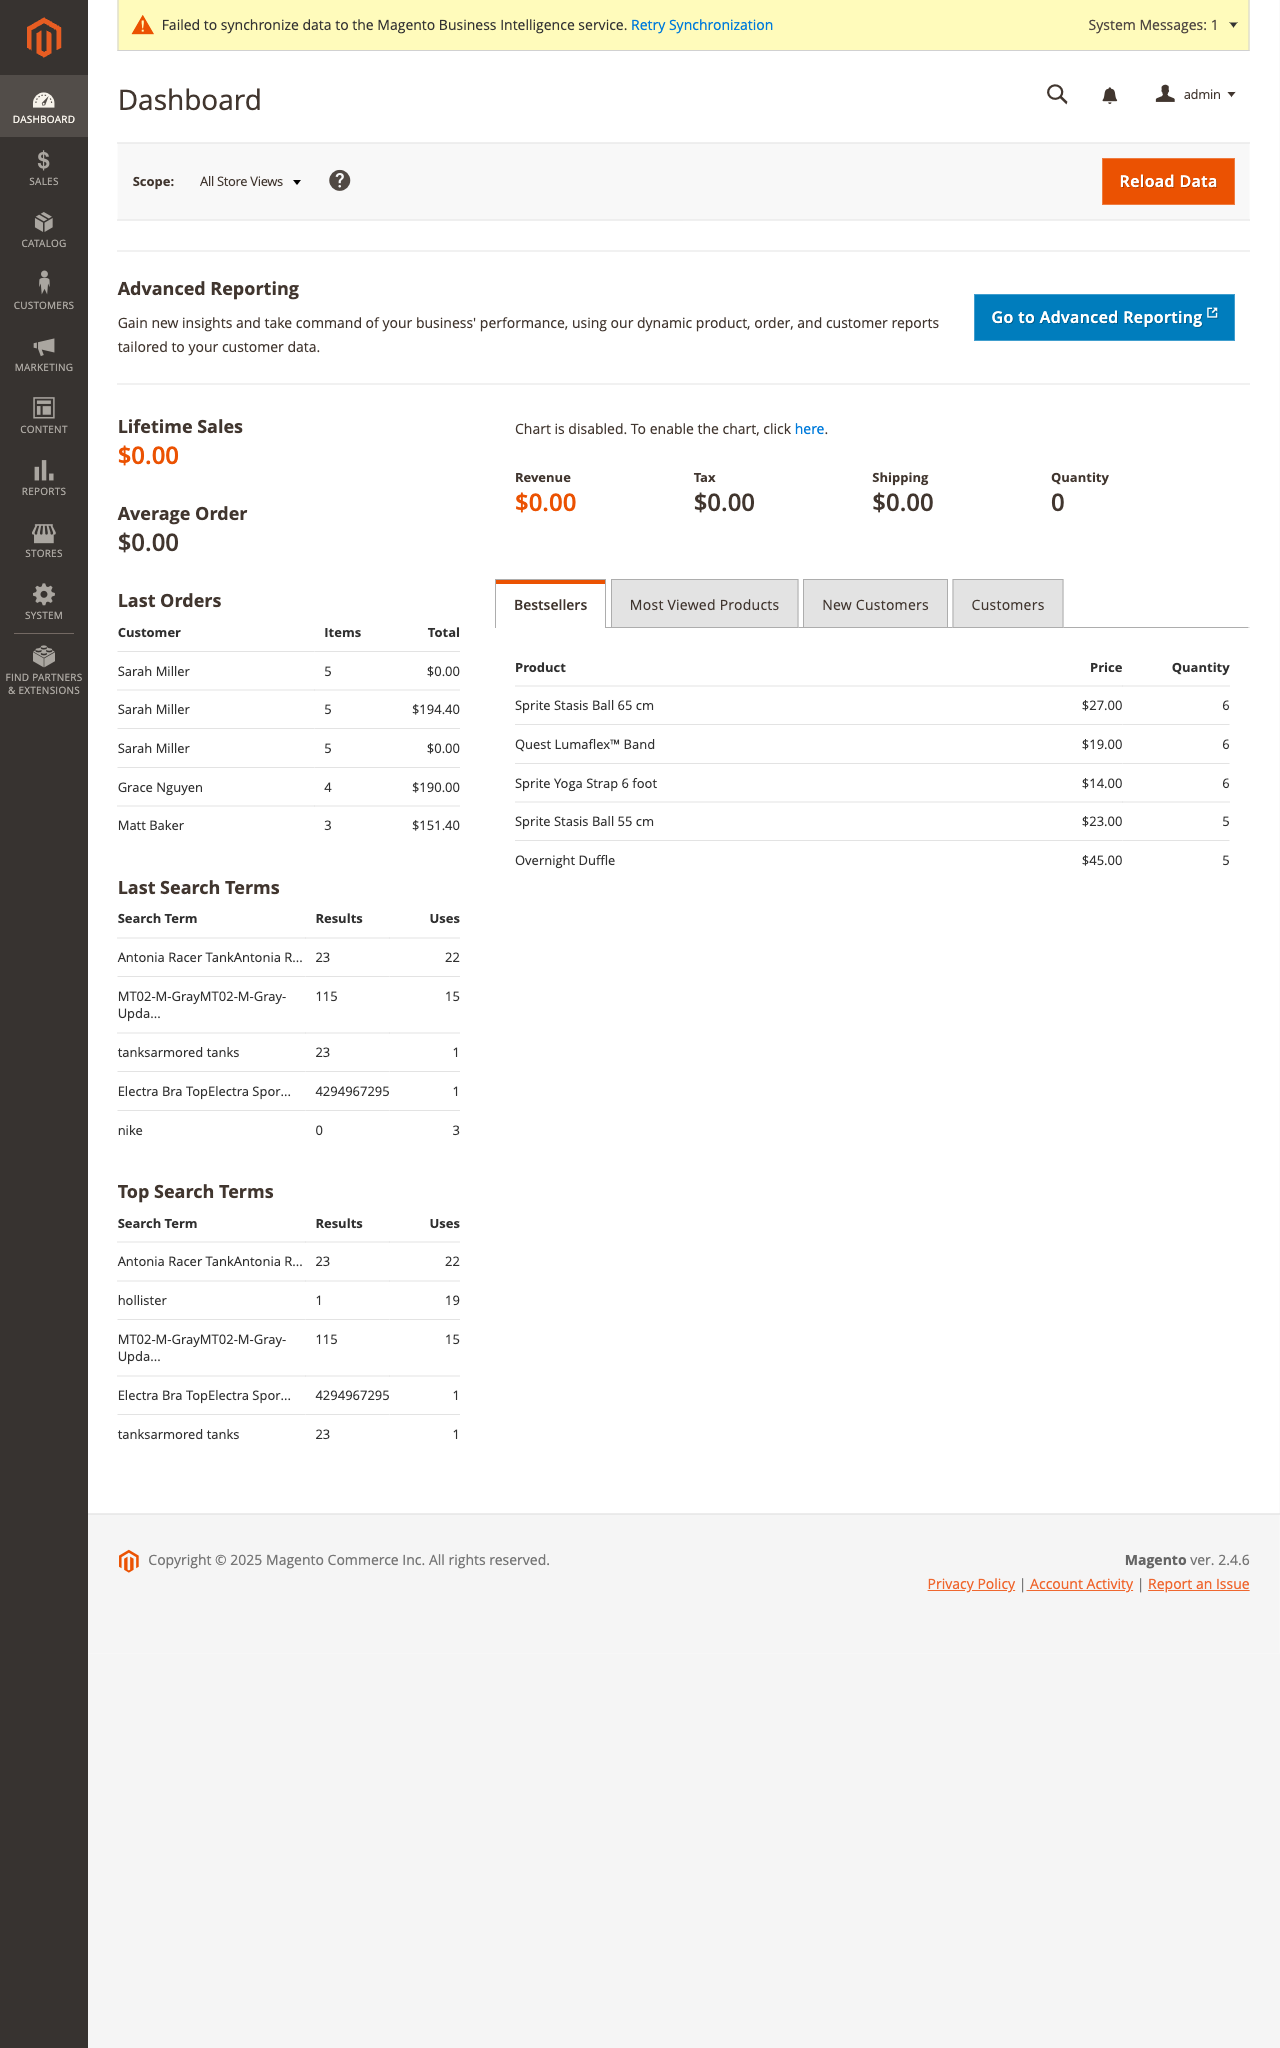 Failed to synchronize data to the Magento Business Intelligence service. Retry Synchronization
System Messages: 1
DASHBOARD
SALES
CATALOG
CUSTOMERS
MARKETING
CONTENT
REPORTS
STORES
SYSTEM
FIND PARTNERS
& EXTENSIONS
Dashboard
admin
Scope: All Store Views ?
Reload Data
Advanced Reporting
Gain new insights and take command of your business' performance, using our dynamic product, order, and customer reports
tailored to your customer data.
Go to Advanced Reporting
Lifetime Sales
$0.00
Average Order
$0.00
Last Orders
Customer Items Total
Sarah Miller 5 $0.00
Sarah Miller 5 $194.40
Sarah Miller 5 $0.00
Grace Nguyen 4 $190.00
Matt Baker 3 $151.40
Last Search Terms
Search Term Results Uses
Antonia Racer TankAntonia R... 23 22
MT02-M-GrayMT02-M-Gray- 115 15
Upda...
tanksarmored tanks 23 1
Electra Bra TopElectra Spor... 4294967295 1
nike 0 3
Top Search Terms
Search Term Results Uses
Antonia Racer TankAntonia R... 23 22
hollister 1 19
MT02-M-GrayMT02-M-Gray- 115 15
Upda...
Electra Bra TopElectra Spor... 4294967295 1
tanksarmored tanks 23 1
Chart is disabled. To enable the chart, click here.
Revenue Tax Shipping Quantity
$0.00 $0.00 $0.00 0
Bestsellers Most Viewed Products New Customers Customers
Product Price Quantity
Sprite Stasis Ball 65 cm $27.00 6
Quest Lumaflex™ Band $19.00 6
Sprite Yoga Strap 6 foot $14.00 6
Sprite Stasis Ball 55 cm $23.00 5
Overnight Duffle $45.00 5
Copyright © 2025 Magento Commerce Inc. All rights reserved.
Magento ver. 2.4.6
Privacy Policy | Account Activity | Report an Issue